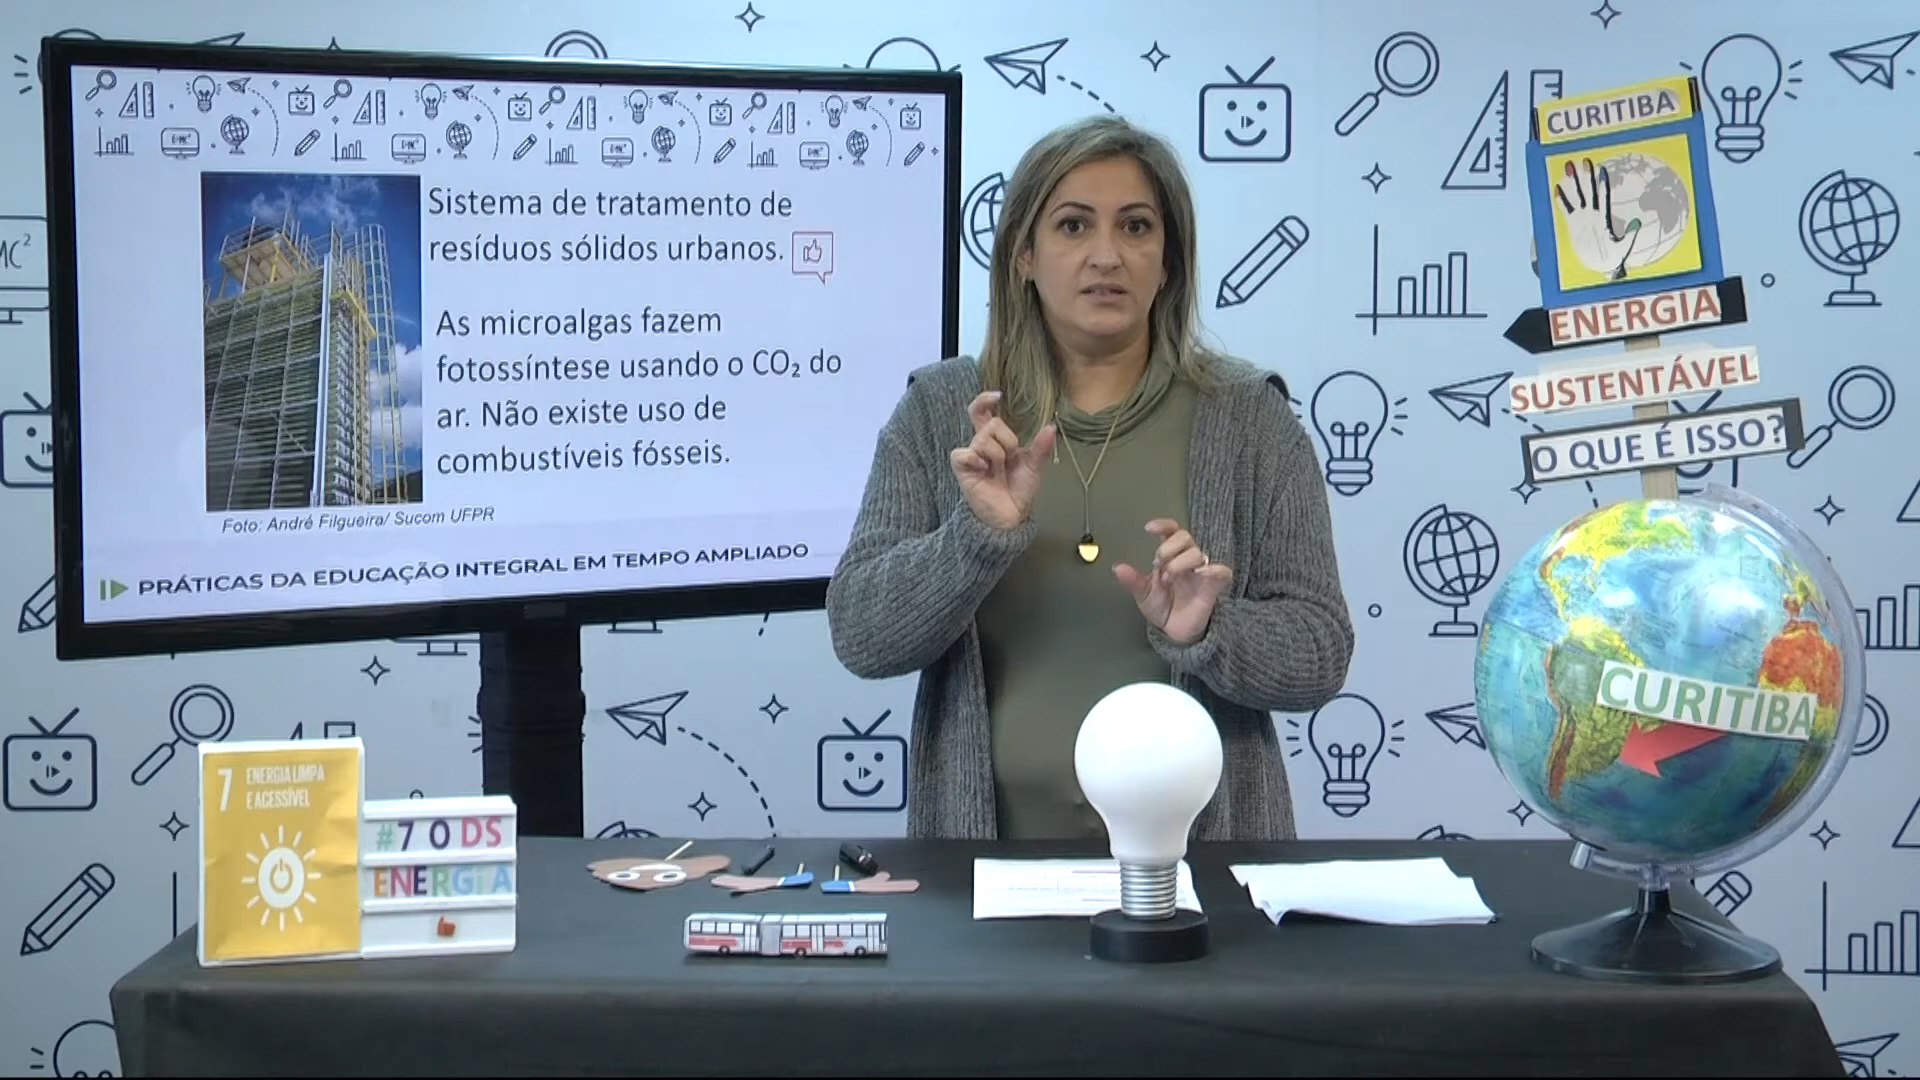 Sistema de tratamento de
resíduos sólidos urbanos.
As microalgas fazem
fotossíntese usando o CO₂ do
ar. Não existe uso de
combustíveis fósseis.
Foto: André Filgueira/ Sucom UFPR
PRÁTICAS DA EDUCAÇÃO INTEGRAL EM TEMPO AMPLIADO
CURITIBA
ENERGIA
SUSTENTÁVEL
O QUE É ISSO?
CURITIBA
7 ENERGIA LIMPA
E ACESSÍVEL
#7 O DS
ENERGiA
MC²